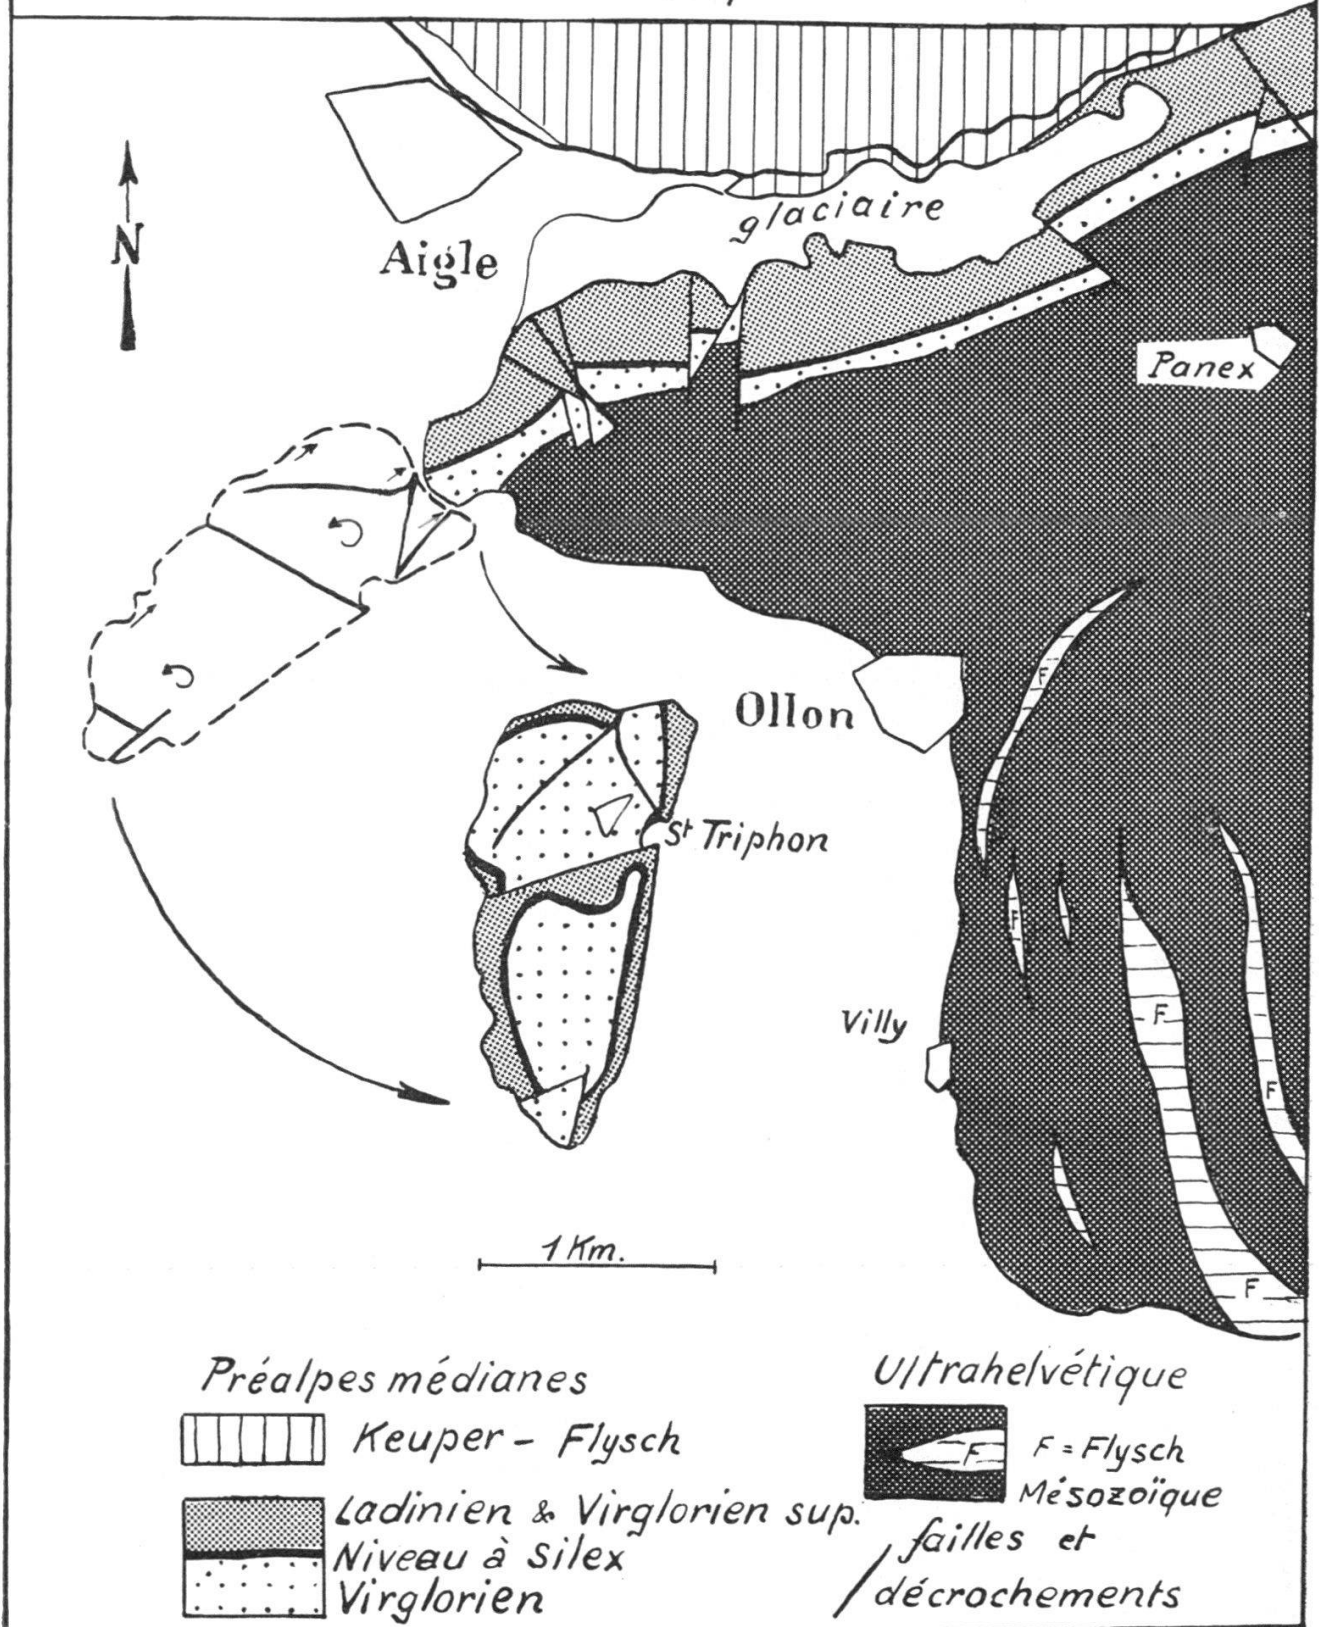 glaciaire
N
Aigle
Panex
F
Ollon
St Triphon
F
Villy
F
F
1 Km.
F
Préalpes médianes
Ultrahelvétique
Keuper - Flysch
F
F = Flysch
Mésozoïque
Ladinien & Virglorien sup.
Niveau à silex
Virglorien
failles et
décrochements